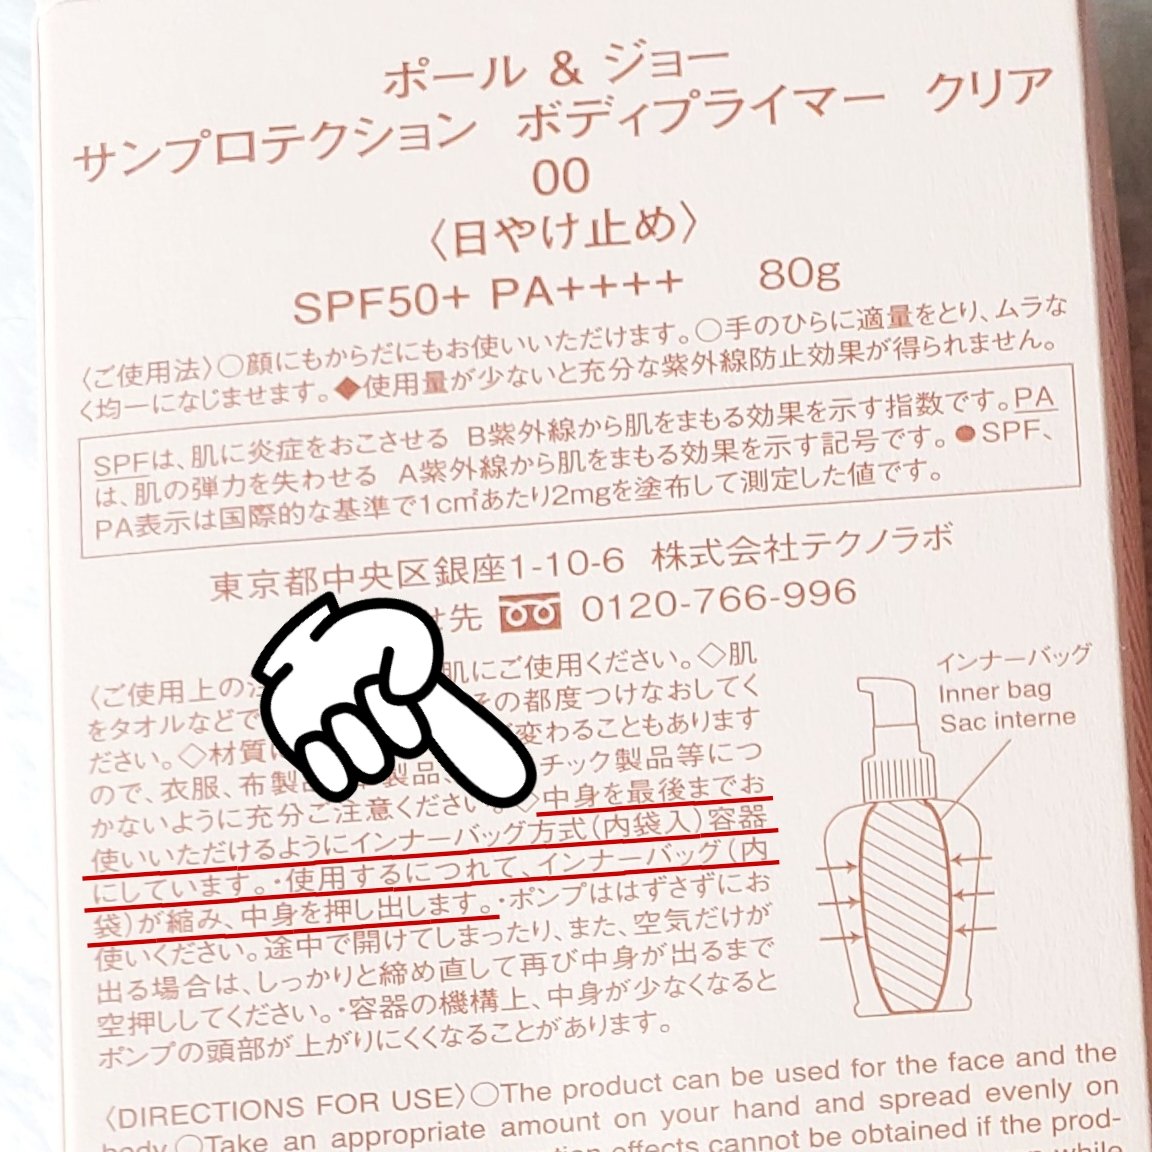 ポール & ジョー
サンプロテクション ボディプライマー クリア
00
〈日やけ止め〉
SPF50+ PA++++ 80g
〈ご使用法〉○顔にもからだにもお使いいただけます。○手のひらに適量をとり、ムラな
く均一になじませます。◆使用量が少ないと充分な紫外線防止効果が得られません。
SPFは、肌に炎症をおこさせる B紫外線から肌をまもる効果を示す指数です。PA
は、肌の弾力を失わせる A紫外線から肌をまもる効果を示す記号です。●SPF、
PA表示は国際的な基準で1c㎡あたり2mgを塗布して測定した値です。
東京都中央区銀座1-10-6 株式会社テクノラボ
先 0120-766-996
〈ご使用上の 肌にご使用ください。◇肌
をタオルなどで その都度つけなおしてく
ださい。◇材質 変わることもあります
ので、衣服、布製 製品、 チック製品等につ
かないように充分ご注意ください。◇中身を最後までお
使いいただけるようにインナーバッグ方式(内袋入)容器
にしています。・使用するにつれて、インナーバッグ(内
袋)が縮み、中身を押し出します。・ポンプははずさずにお
使いください。途中で開けてしまったり、また、空気だけが
出る場合は、しっかりと締め直して再び中身が出るまで
空押ししてください。・容器の機構上、中身が少なくなると
ポンプの頭部が上がりにくくなることがあります。
インナーバッグ
Inner bag
Sac interne
〈DIRECTIONS FOR USE〉○The product can be used for the face and the
body.○Take an appropriate amount on your hand and spread evenly on
effects cannot be obtained if the prod-
while